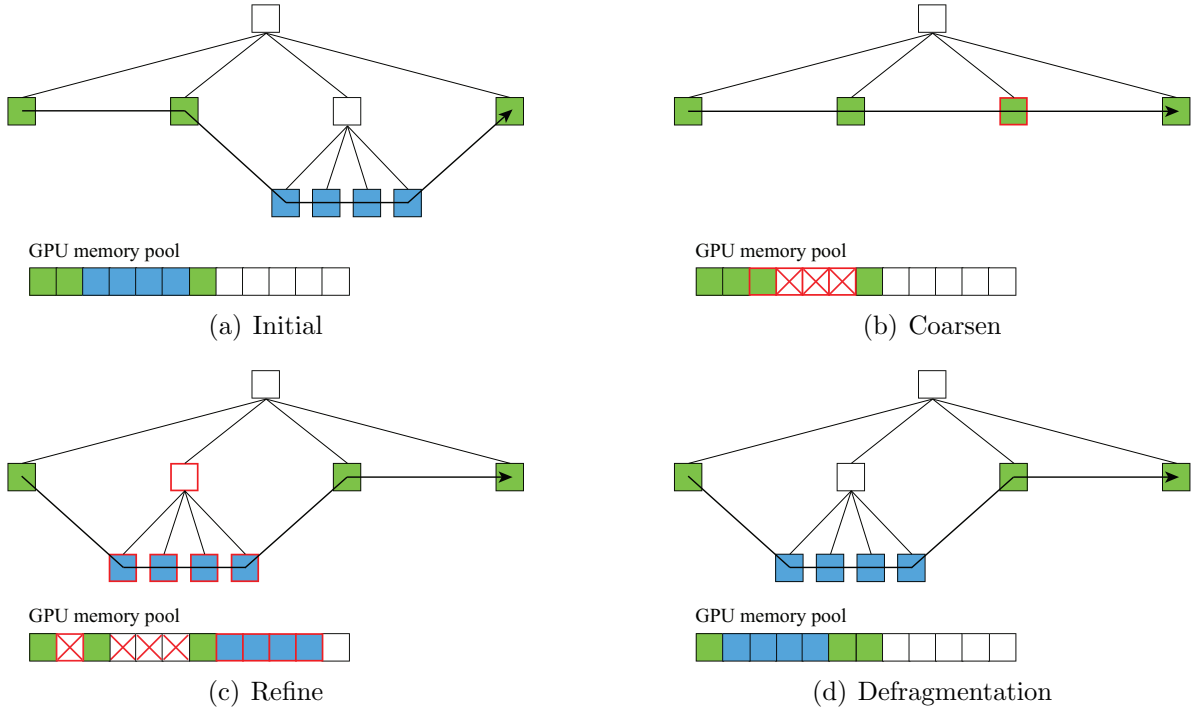 GPU memory pool
(a) Initial
GPU memory pool
(b) Coarsen
GPU memory pool
(c) Refine
GPU memory pool
(d) Defragmentation